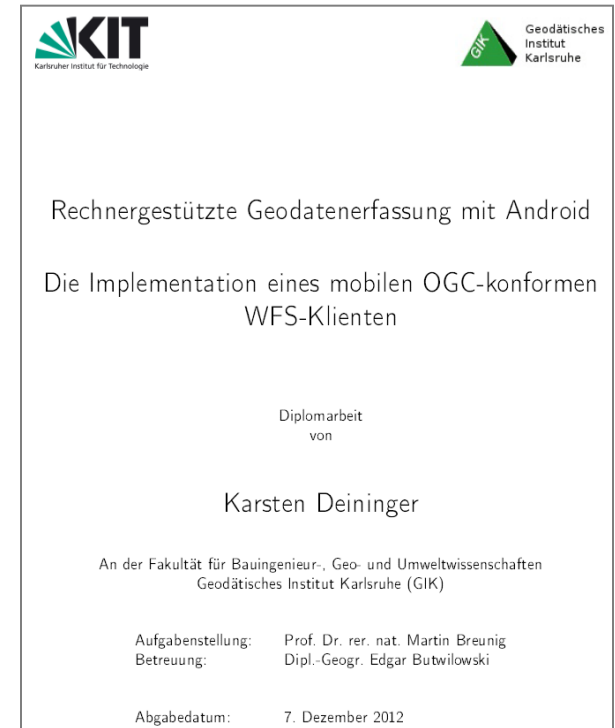 KIT
Karlsruher Institut für Technologie
GIK
Geodätisches
Institut
Karlsruhe
Rechnergestützte Geodatenerfassung mit Android
Die Implementation eines mobilen OGC-konformen
WFS-Klienten
Diplomarbeit
von
Karsten Deininger
An der Fakultät für Bauingenieur-, Geo- und Umweltwissenschaften
Geodätisches Institut Karlsruhe (GIK)
Aufgabenstellung: Prof. Dr. rer. nat. Martin Breunig
Betreuung: Dipl.-Geogr. Edgar Butwilowski
Abgabedatum: 7. Dezember 2012